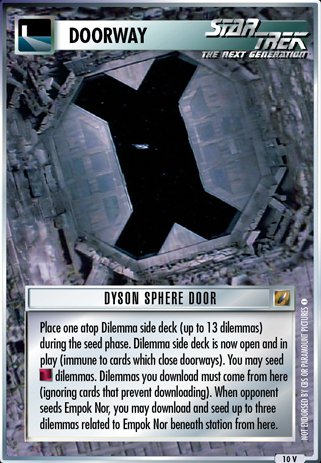 DOORWAY
STAR TREK
THE NEXT GENERATION
DYSON SPHERE DOOR
Place one atop Dilemma side deck (up to 13 dilemmas)
during the seed phase. Dilemma side deck is now open and in
play (immune to cards which close doorways). You may seed
dilemmas. Dilemmas you download must come from here
(ignoring cards that prevent downloading). When opponent
seeds Empok Nor, you may download and seed up to three
dilemmas related to Empok Nor beneath station from here.
NOT ENDORSED BY CBS OR PARAMOUNT PICTURES
10 V